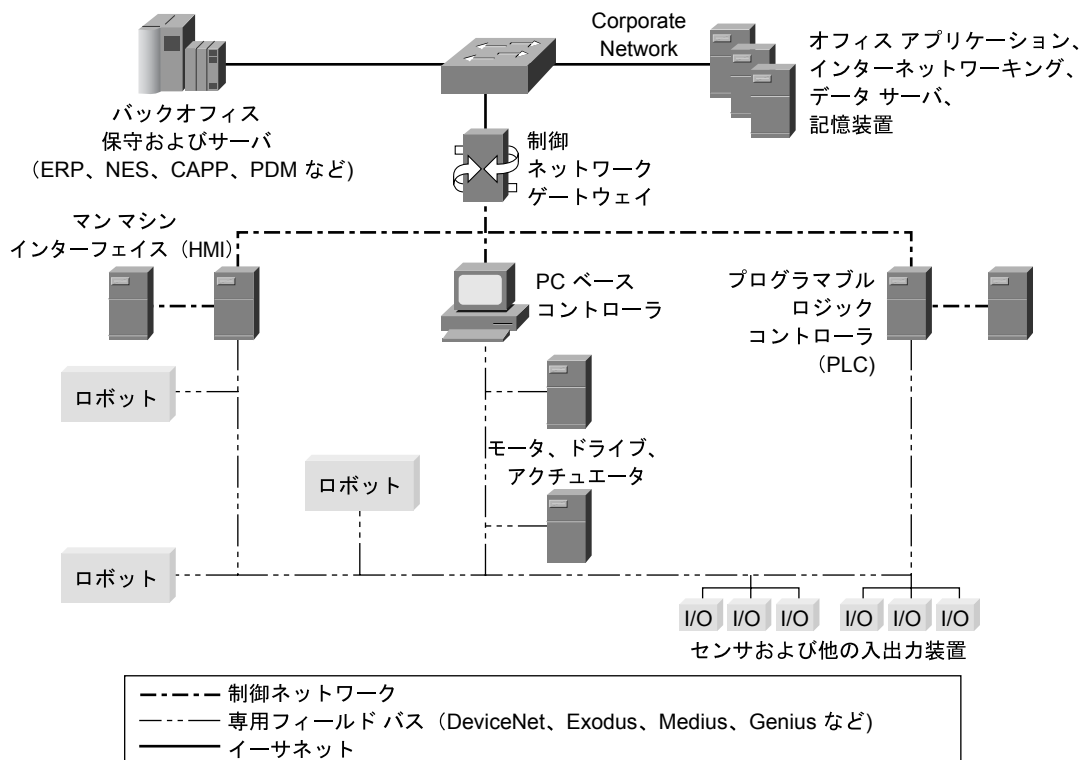 Corporate
Network
オフィス アプリケーション、
インターネットワーキング、
データ サーバ、
記憶装置
バックオフィス
保守およびサーバ
(ERP、NES、CAPP、PDM など)
制御
ネットワーク
ゲートウェイ
マン マシン
インターフェイス (HMI)
PC ベース
コントローラ
プログラマブル
ロジック
コントローラ
(PLC)
ロボット
モータ、ドライブ、
アクチュエータ
ロボット
ロボット
I/O I/O I/O I/O I/O I/O
センサおよび他の入出力装置
制御ネットワーク
専用フィールド バス (DeviceNet、Exodus、Medius、Genius など)
イーサネット